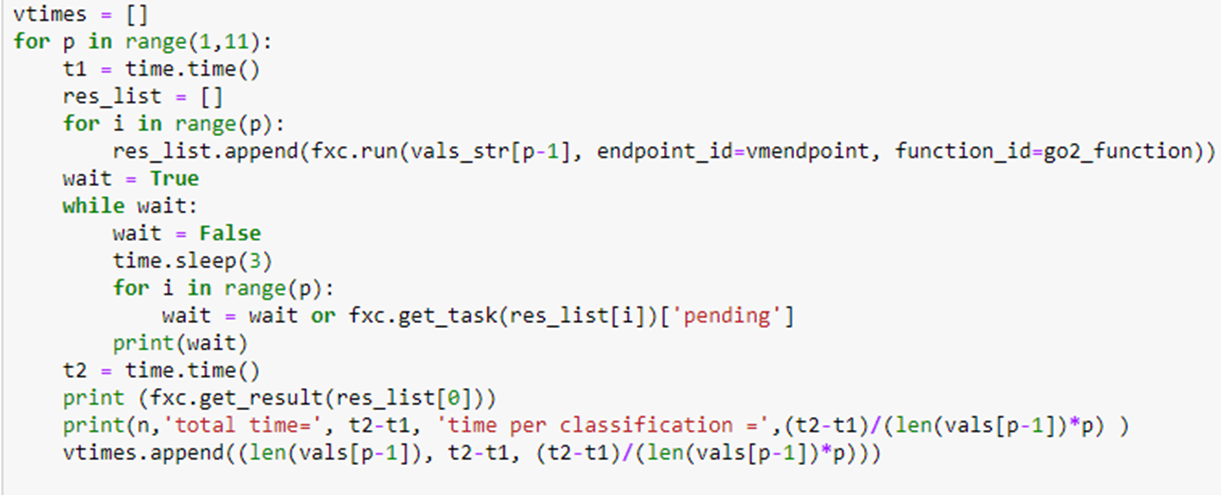 vtimes = []
for p in range(1,11):
    t1 = time.time()
    res_list = []
    for i in range(p):
        res_list.append(fxc.run(vals_str[p-1], endpoint_id=vmendpoint, function_id=go2_function))
    wait = True
    while wait:
        wait = False
        time.sleep(3)
        for i in range(p):
            wait = wait or fxc.get_task(res_list[i])['pending']
        print(wait)
    t2 = time.time()
    print (fxc.get_result(res_list[0]))
    print(n,'total time=', t2-t1, 'time per classification =',(t2-t1)/(len(vals[p-1])*p) )
    vtimes.append((len(vals[p-1]), t2-t1, (t2-t1)/(len(vals[p-1])*p)))